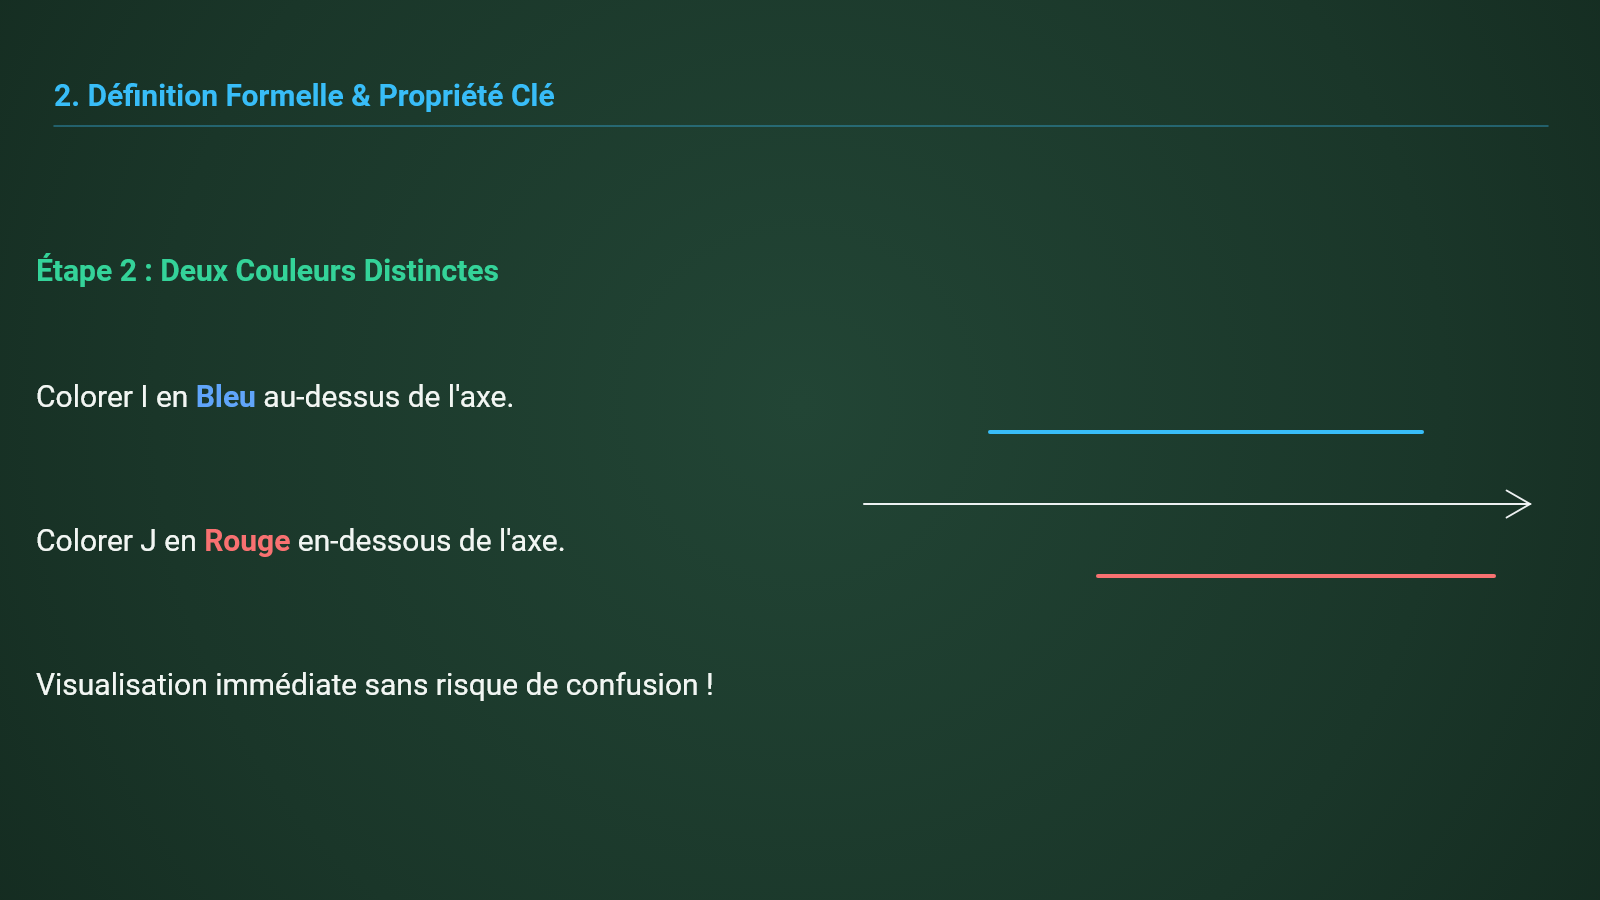 2. Définition Formelle & Propriété Clé
Étape 2 : Deux Couleurs Distinctes
Colorer I en Bleu au-dessus de l'axe.
Colorer J en Rouge en-dessous de l'axe.
Visualisation immédiate sans risque de confusion !